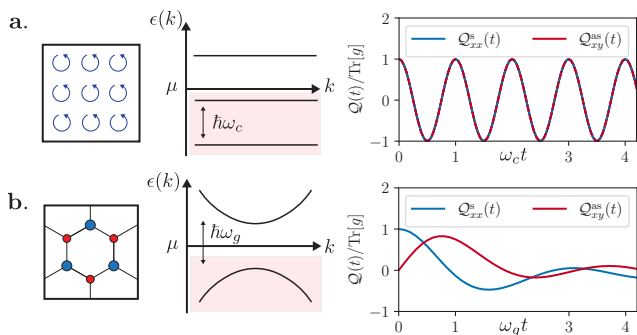 a.
ϵ(k)
μ
k
ℏω_c
Q(t)/Tr[g]
Q^s_xx(t)
Q^as_xy(t)
2
1
0
−1
0
1
3
4
ω_c t
b.
ϵ(k)
μ
k
ℏω_g
Q(t)/Tr[g]
Q^s_xx(t)
Q^as_xy(t)
2
1
0
−1
0
1
3
4
ω_g t